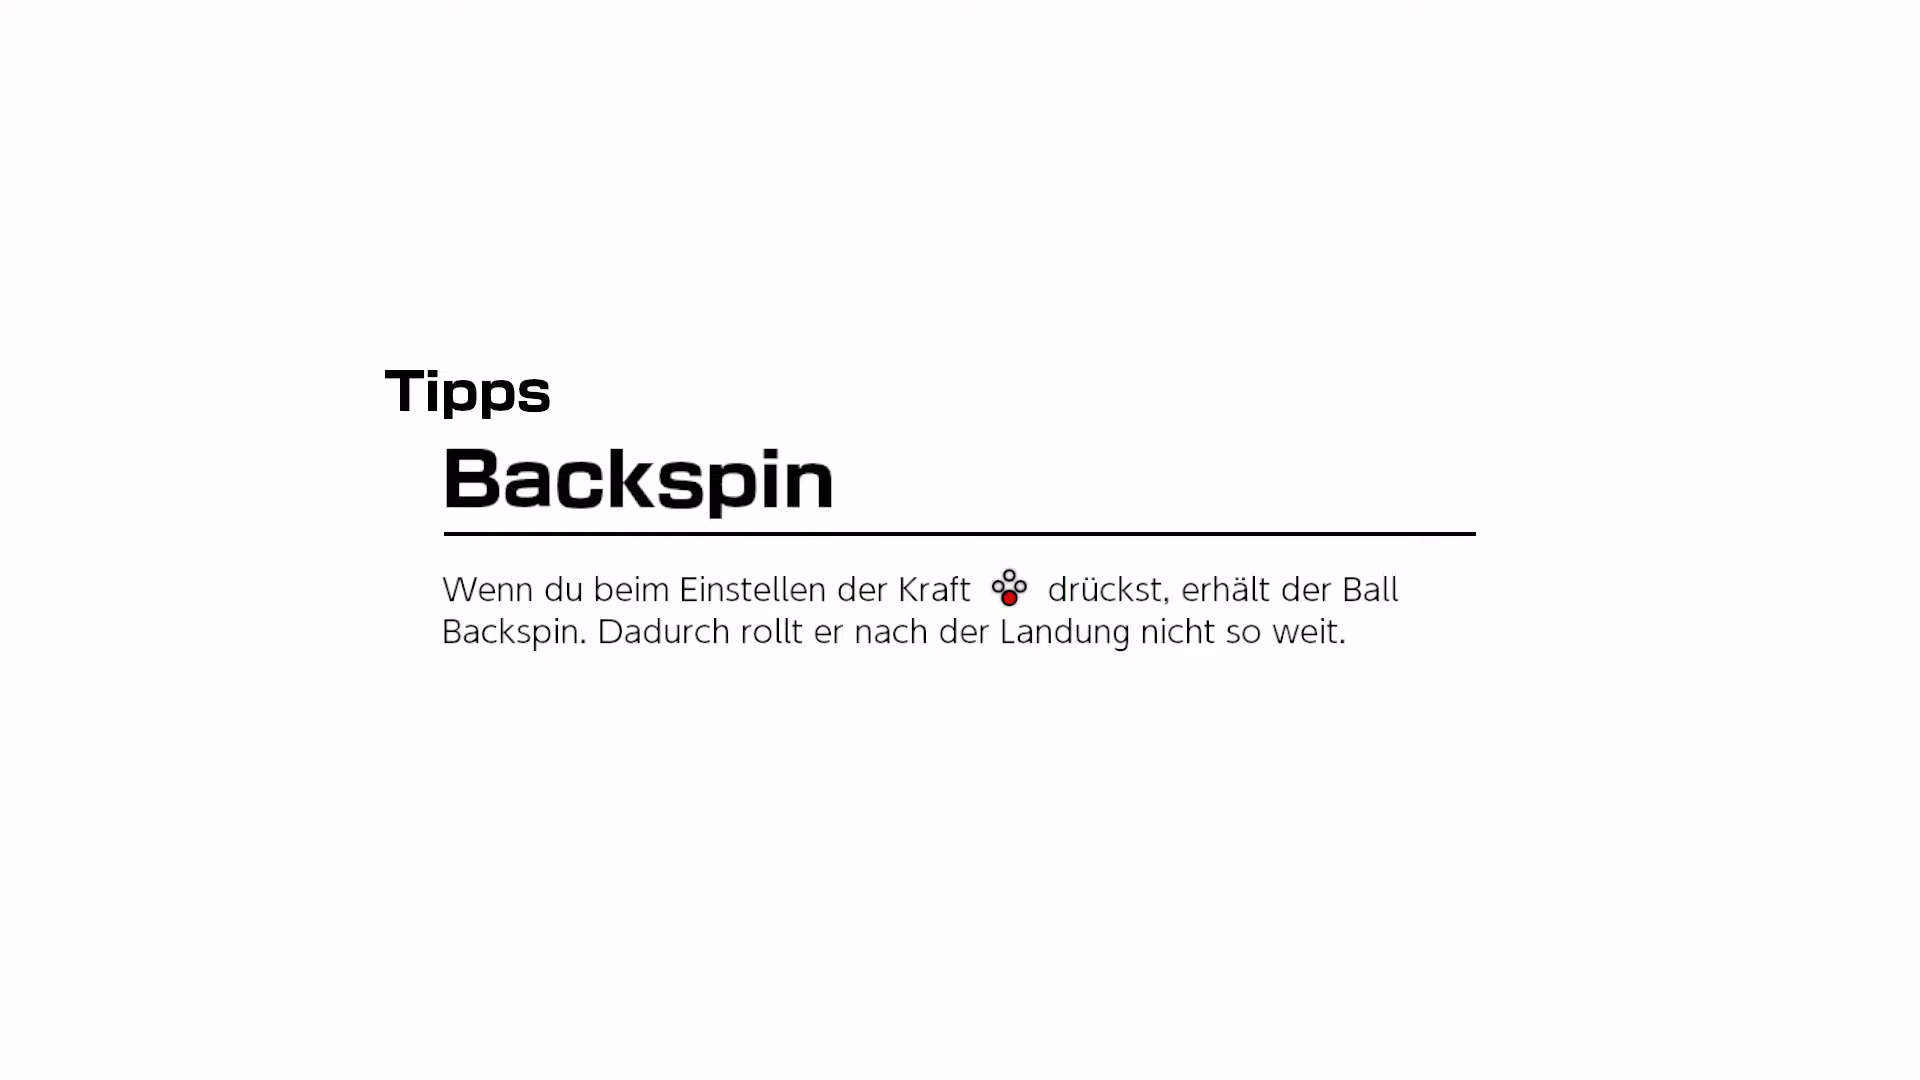 Tipps
Backspin
Wenn du beim Einstellen der Kraft drückst, erhält der Ball
Backspin. Dadurch rollt er nach der Landung nicht so weit.